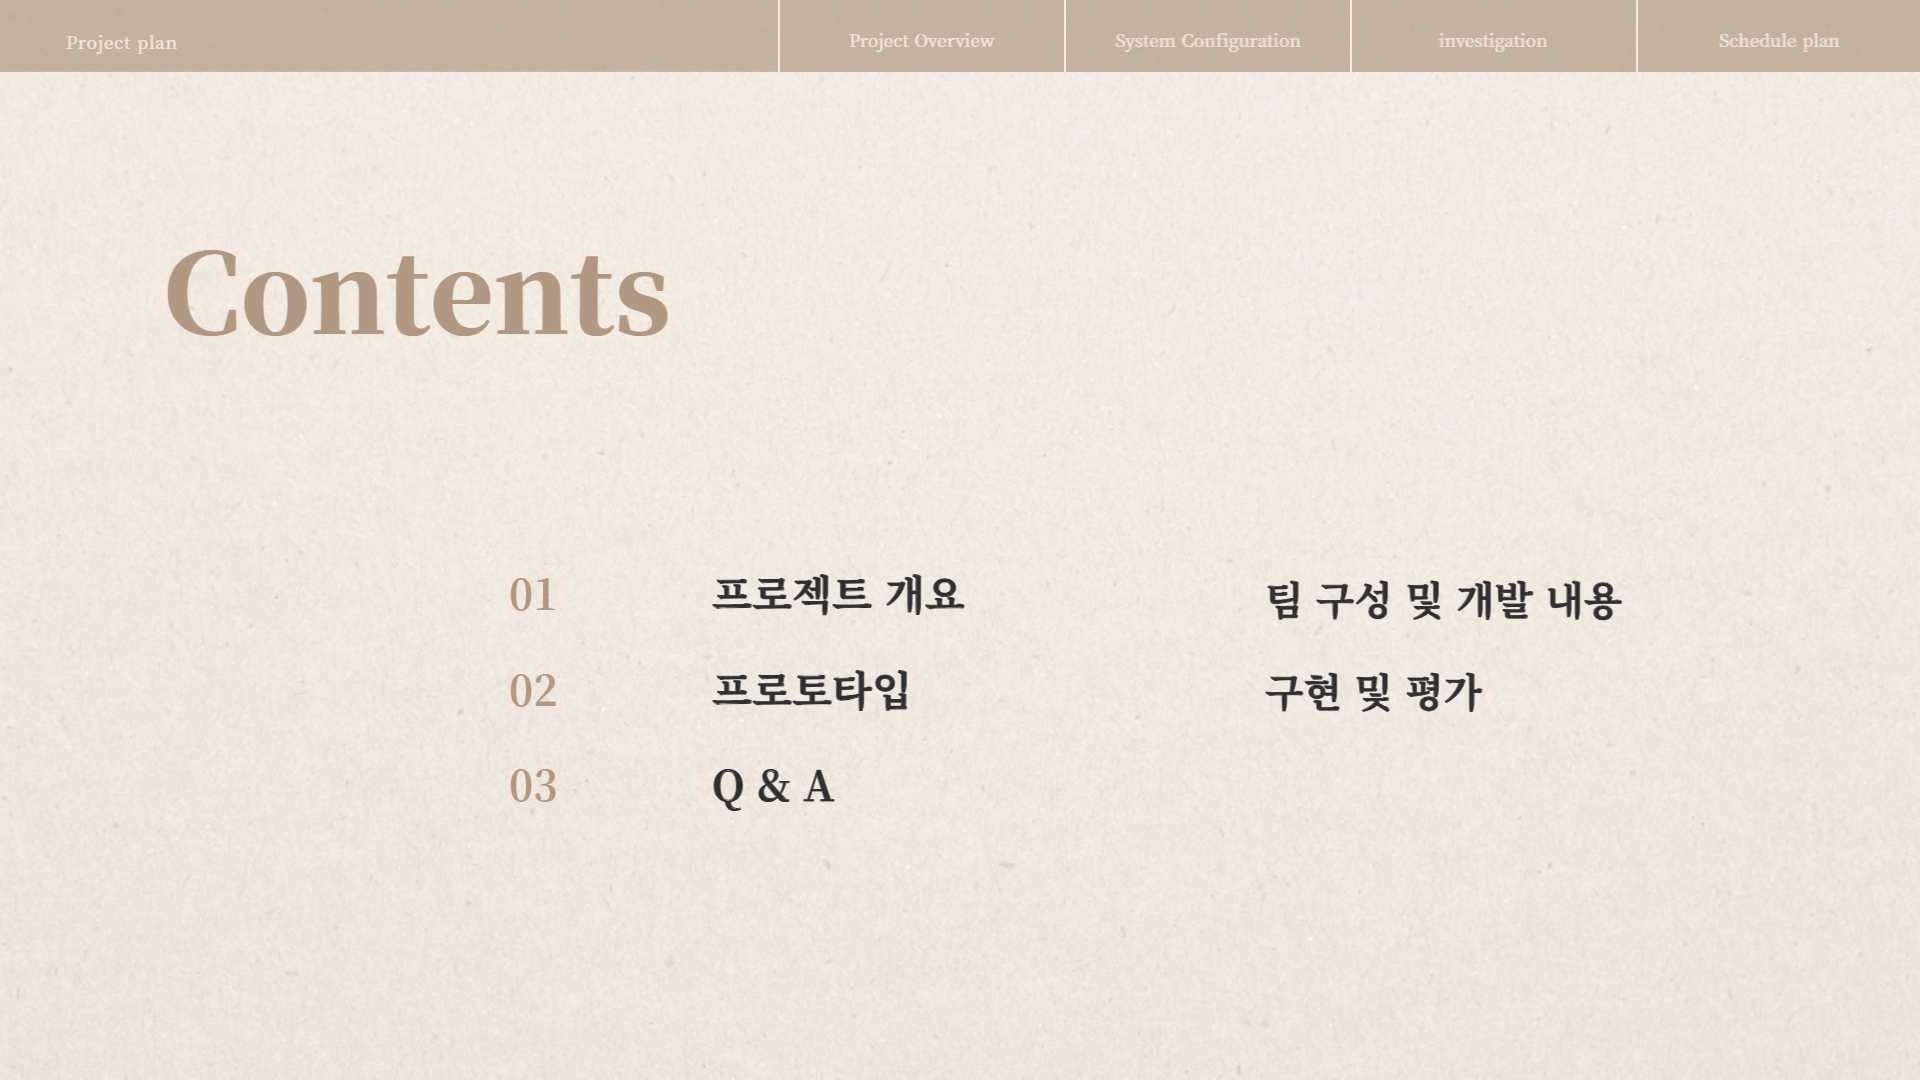 Project plan
Project Overview
System Configuration
investigation
Schedule plan
Contents
01 프로젝트 개요 팀 구성 및 개발 내용
02 프로토타입 구현 및 평가
03 Q & A